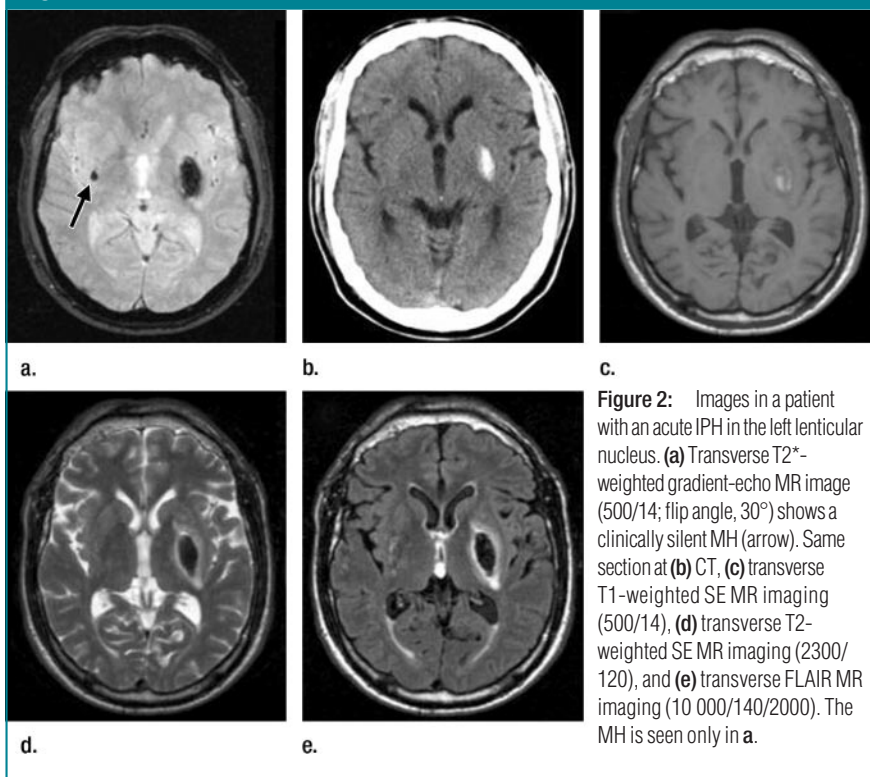 a.
b.
c.
Figure 2: Images in a patient
with an acute IPH in the left lenticular
nucleus. (a) Transverse T2*-
weighted gradient-echo MR image
(500/14; flip angle, 30°) shows a
clinically silent MH (arrow). Same
section at (b) CT, (c) transverse
T1-weighted SE MR imaging
(500/14), (d) transverse T2-
weighted SE MR imaging (2300/
120), and (e) transverse FLAIR MR
imaging (10 000/140/2000). The
MH is seen only in a.
d.
e.